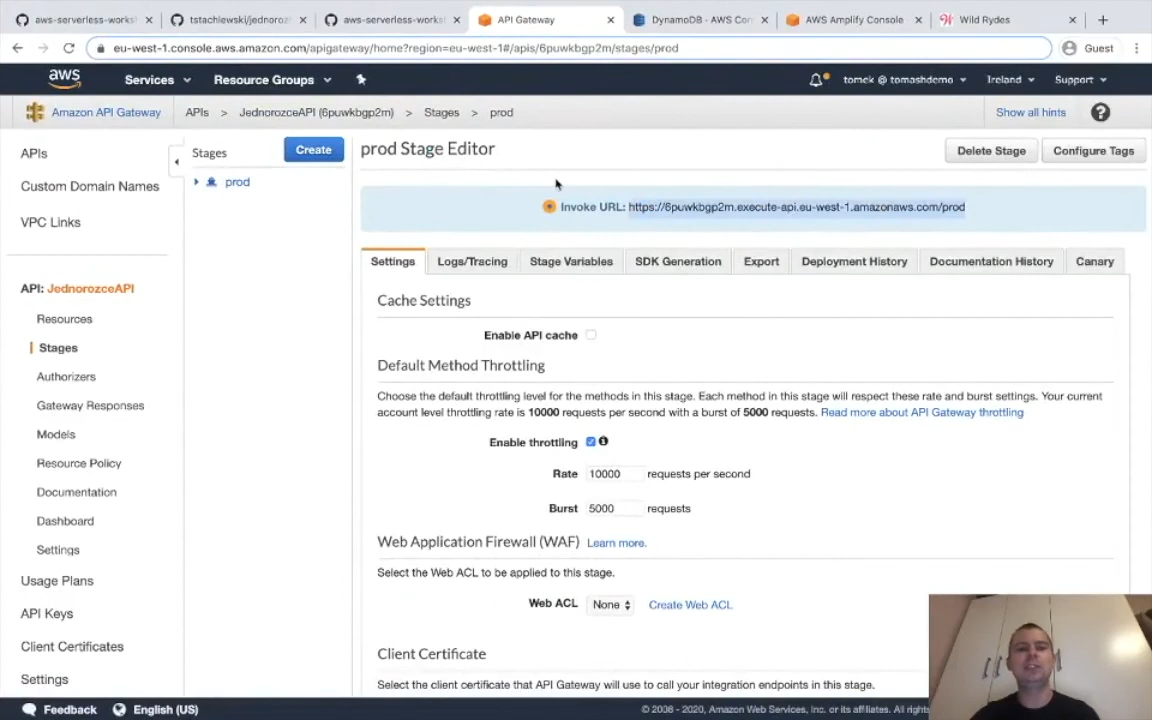 aws-serverless-works
tstachlewski/jednoroz
aws-serverless-works
API Gateway
DynamoDB - AWS Con
AWS Amplify Console
Wild Rydes
eu-west-1.console.aws.amazon.com/apigateway/home?region=eu-west-1#/apis/6puwkbgp2m/stages/prod
Guest
aws
Services
Resource Groups
tomek @ tomashdemo
Ireland
Support
Amazon API Gateway
APIs > JednorozceAPI (6puwkbgp2m) > Stages > prod
Show all hints
APIs
Custom Domain Names
VPC Links
API: JednorozceAPI
Resources
Stages
Authorizers
Gateway Responses
Models
Resource Policy
Documentation
Dashboard
Settings
Usage Plans
API Keys
Client Certificates
Settings
Stages
Create
prod
prod Stage Editor
Delete Stage
Configure Tags
Invoke URL: https://6puwkbgp2m.execute-api.eu-west-1.amazonaws.com/prod
Settings
Logs/Tracing
Stage Variables
SDK Generation
Export
Deployment History
Documentation History
Canary
Cache Settings
Enable API cache
Default Method Throttling
Choose the default throttling level for the methods in this stage. Each method in this stage will respect these rate and burst settings. Your current
account level throttling rate is 10000 requests per second with a burst of 5000 requests. Read more about API Gateway throttling
Enable throttling
Rate 10000 requests per second
Burst 5000 requests
Web Application Firewall (WAF) Learn more.
Select the Web ACL to be applied to this stage.
Web ACL None Create Web ACL
Client Certificate
Select the client certificate that API Gateway will use to call your integration endpoints in this stage.
Feedback
English (US)
© 2008 - 2020, Amazon Web Services, Inc. or its affiliates. All righ